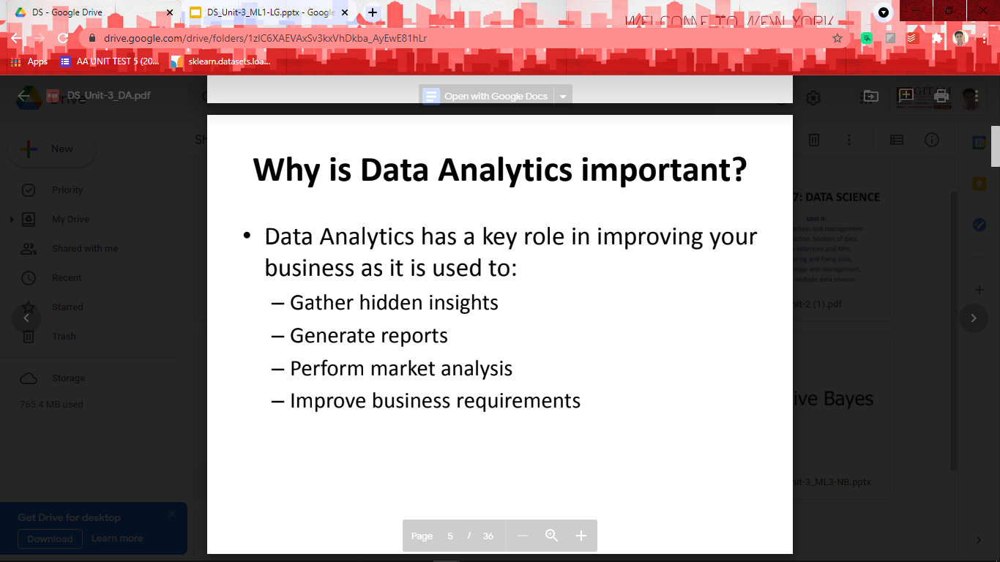 DS - Google Drive
DS_Unit-3_ML1-LG.pptx - Google
WELCOME TO NEW YORK
drive.google.com/drive/folders/1zIC6XAEVAxSv3kxVhDkba_AyEwE81hLr
Apps
AA UNIT TEST 5 (20...
sklearn.datasets.loa...
DS_Unit-3_DA.pdf
Drive
Open with Google Docs
GITAM
New
Priority
My Drive
Shared with me
Recent
Starred
Trash
Storage
765.4 MB used
Get Drive for desktop
Download
Learn more
Why is Data Analytics important?
• Data Analytics has a key role in improving your
business as it is used to:
– Gather hidden insights
– Generate reports
– Perform market analysis
– Improve business requirements
Page 5 / 36
7: DATA SCIENCE
Unit II:
ection and management:
uction, Sources of data,
collection and APIs,
oring and fixing data,
rage and management,
multiple data sources
nit-2 (1).pdf
ive Bayes
nit-3_ML3-NB.pptx